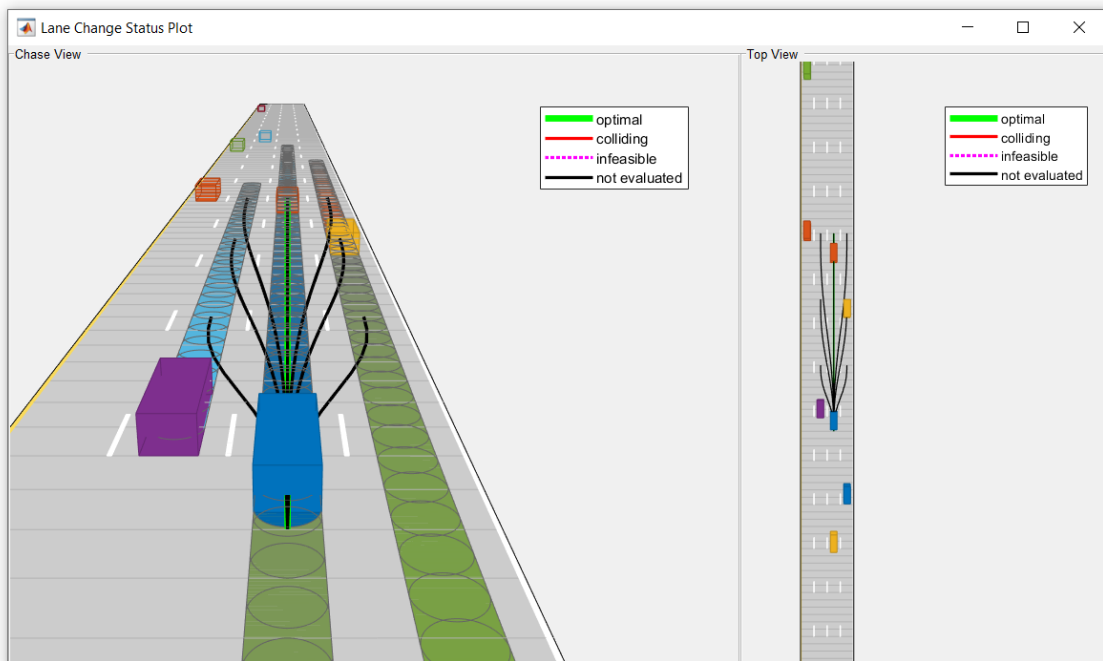 Lane Change Status Plot
Chase View
optimal
colliding
infeasible
not evaluated
Top View
optimal
colliding
infeasible
not evaluated